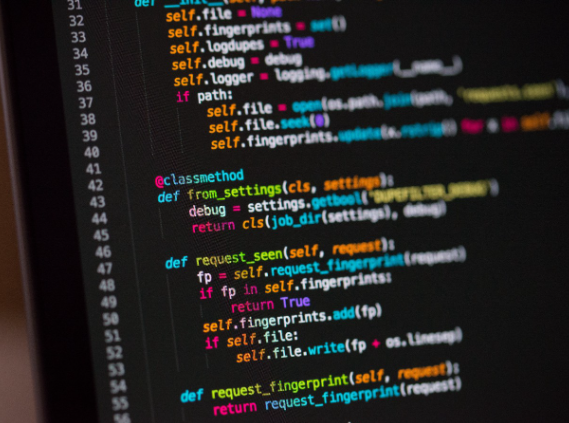 31 def __init__(self,
32 self.file = None
33 self.fingerprints = set()
34 self.logdupes = True
35 self.debug = debug
36 self.logger = logging.getLogger(__name__)
37 if path:
38 self.file = open(os.path.join(path, 'requests.seen'),
39 self.file.seek(0)
40 self.fingerprints.update(x.rstrip() for x in self.
41
42 @classmethod
43 def from_settings(cls, settings):
44 debug = settings.getbool('DUPEFILTER_DEBUG')
45 return cls(job_dir(settings), debug)
46
47 def request_seen(self, request):
48 fp = self.request_fingerprint(request)
49 if fp in self.fingerprints:
50 return True
51 self.fingerprints.add(fp)
52 if self.file:
53 self.file.write(fp + os.linesep)
54
55 def request_fingerprint(self, request):
56 return request_fingerprint(request)